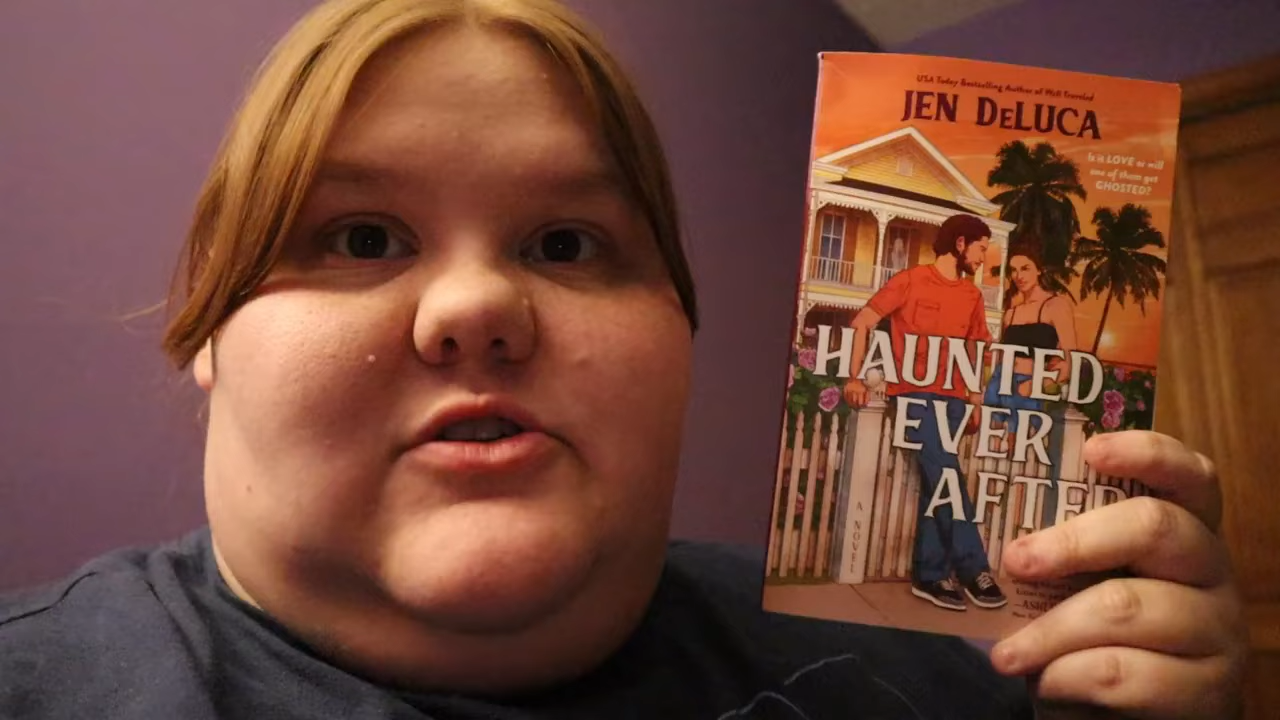 USA Today Bestselling Author of Well Traveled
JEN DELUCA
Is it LOVE or will
one of them get
GHOSTED?
HAUNTED
EVER
AFTER
A NOVEL